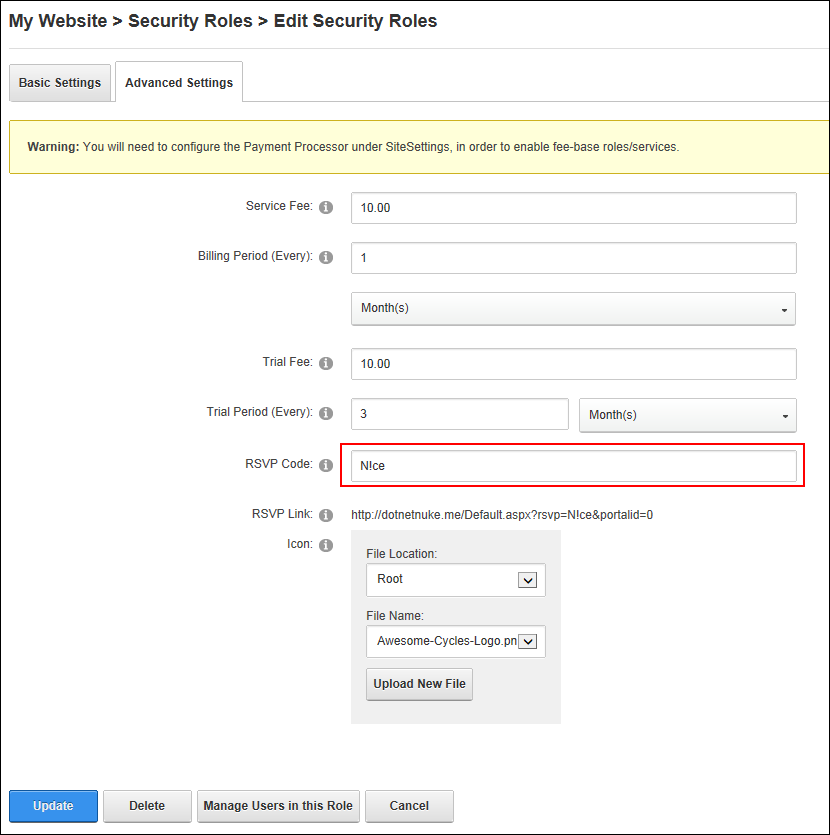 My Website > Security Roles > Edit Security Roles
Basic Settings
Advanced Settings
Warning: You will need to configure the Payment Processor under SiteSettings, in order to enable fee-base roles/services.
Service Fee:
10.00
Billing Period (Every):
1
Month(s)
Trial Fee:
10.00
Trial Period (Every):
3
Month(s)
RSVP Code:
N!ce
RSVP Link:
http://dotnetnuke.me/Default.aspx?rsvp=N!ce&portalid=0
Icon:
File Location:
Root
File Name:
Awesome-Cycles-Logo.pn
Upload New File
Update
Delete
Manage Users in this Role
Cancel